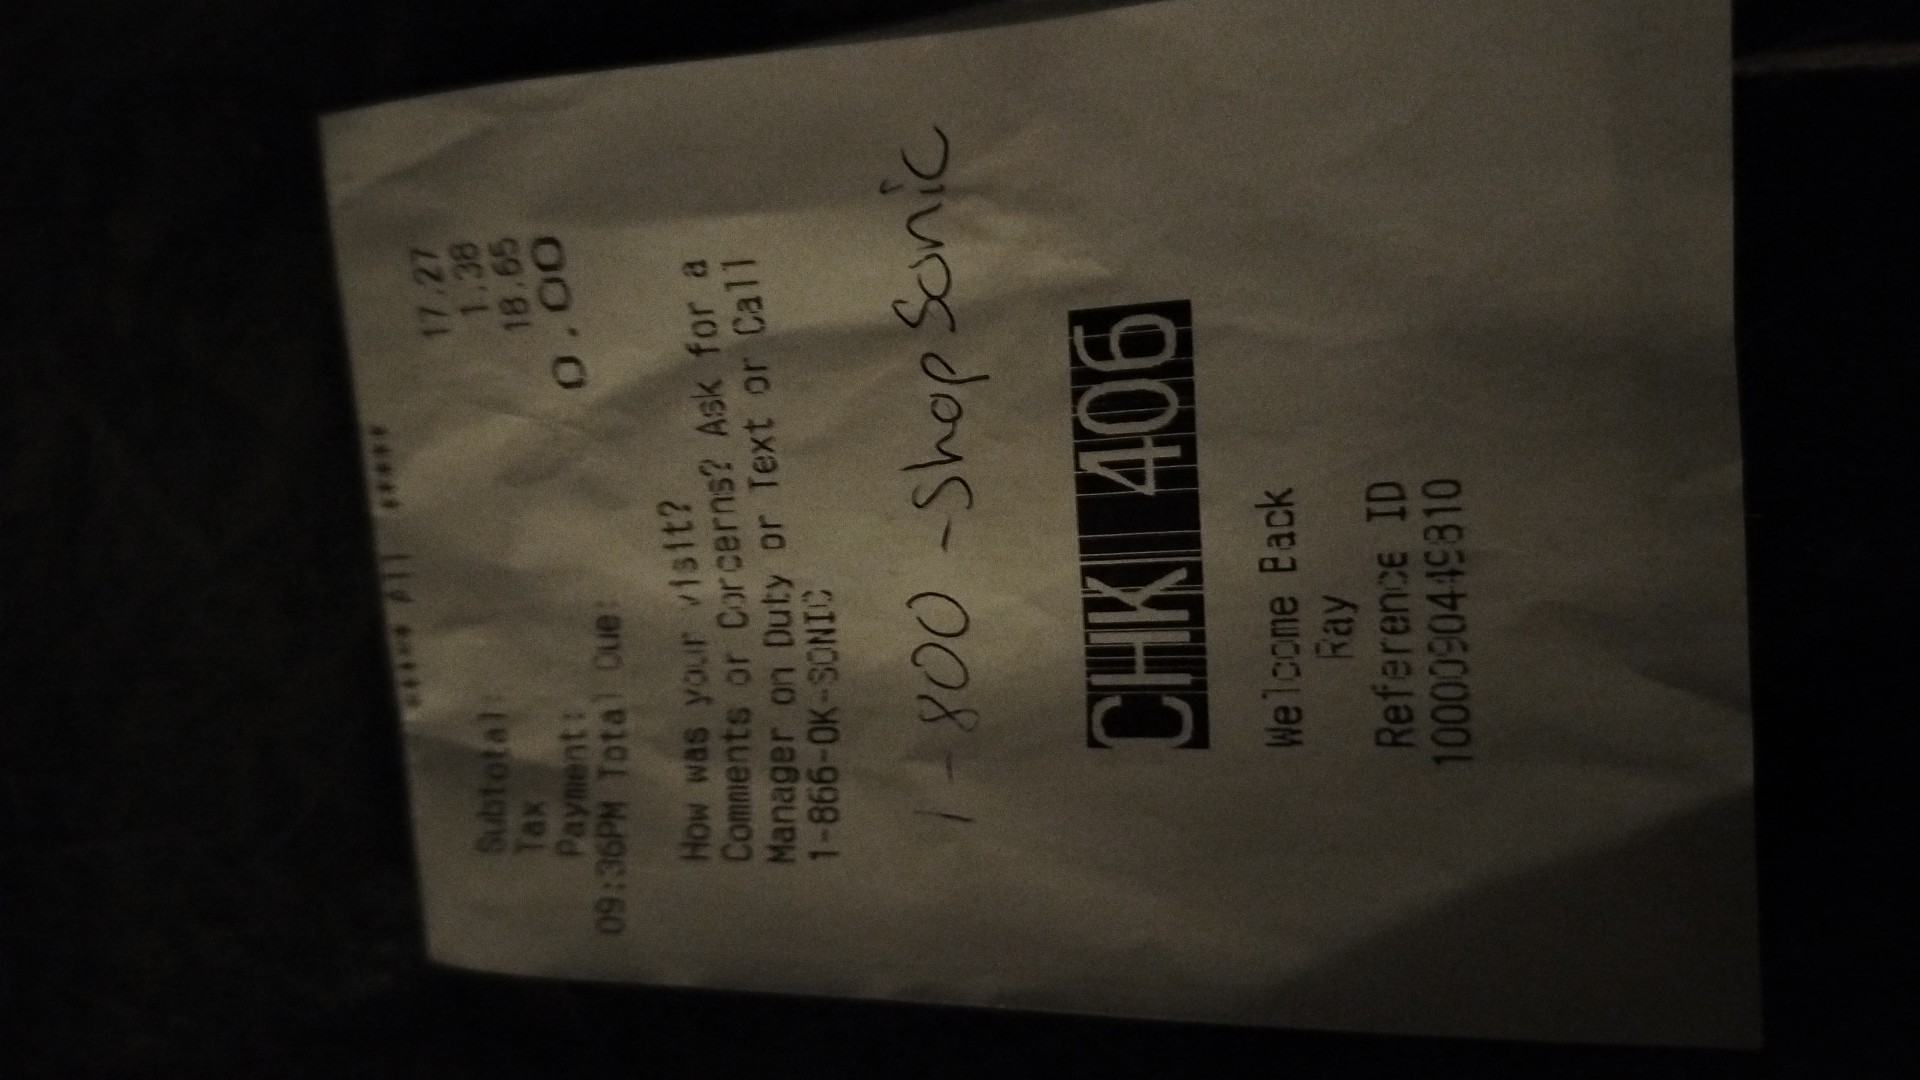 **** All ****
Subtotal: 17.27
Tax 1.38
Payment: 18.65
09:36PM Total Due: 0.00
How was your visit?
Comments or Concerns? Ask for a
Manager on Duty or Text or Call
1-866-OK-SONIC
1-800-Shop Sonic
CHK 406
Welcome Back
Ray
Reference ID